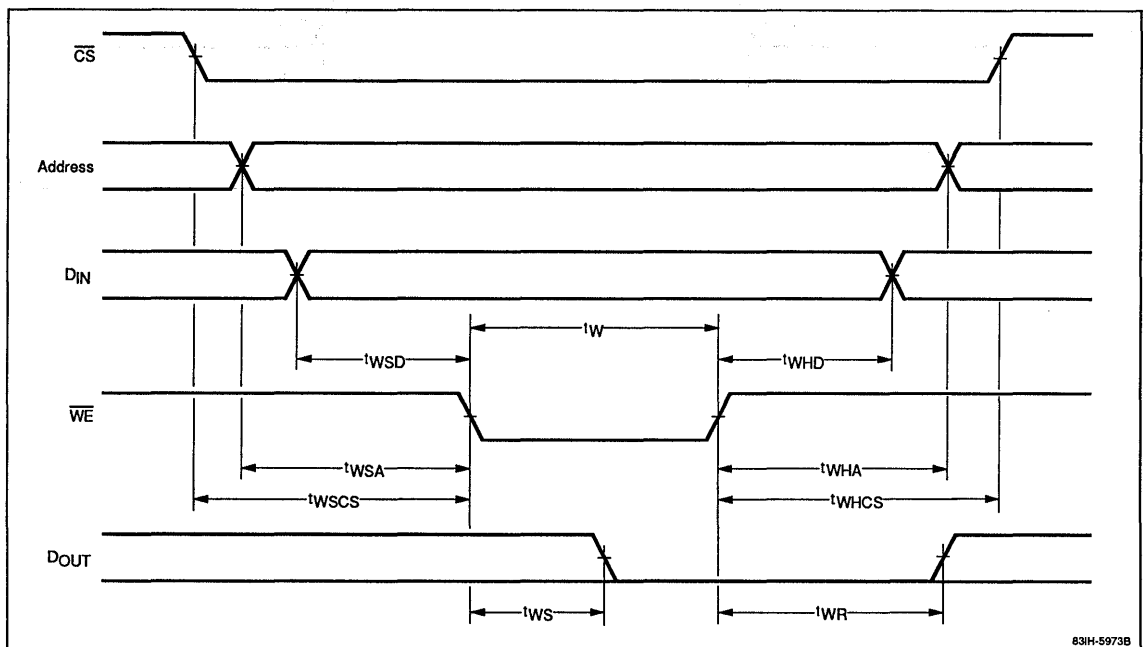 CS
Address
DIN
tW
tWSD
tWHD
WE
tWSA
tWHA
tWSCS
tWHCS
DOUT
tWS
tWR
83IH-5973B